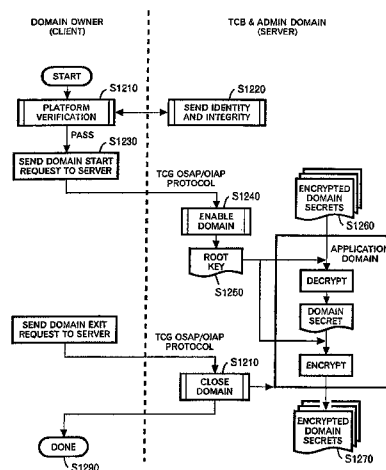 DOMAIN OWNER
(CLIENT)
TCB & ADMIN DOMAIN
(SERVER)
START
S1210
PLATFORM
VERIFICATION
S1220
SEND IDENTITY
AND INTEGRITY
PASS
S1230
SEND DOMAIN START
REQUEST TO SERVER
TCG OSAP/OIAP
PROTOCOL
S1240
ENABLE
DOMAIN
ENCRYPTED
DOMAIN
SECRETS
S1260
ROOT
KEY
S1250
APPLICATION
DOMAIN
DECRYPT
DOMAIN
SECRET
SEND DOMAIN EXIT
REQUEST TO SERVER
TCG OSAP/OIAP
PROTOCOL
S1210
ENCRYPT
CLOSE
DOMAIN
ENCRYPTED
DOMAIN
SECRETS
S1270
DONE
S1290